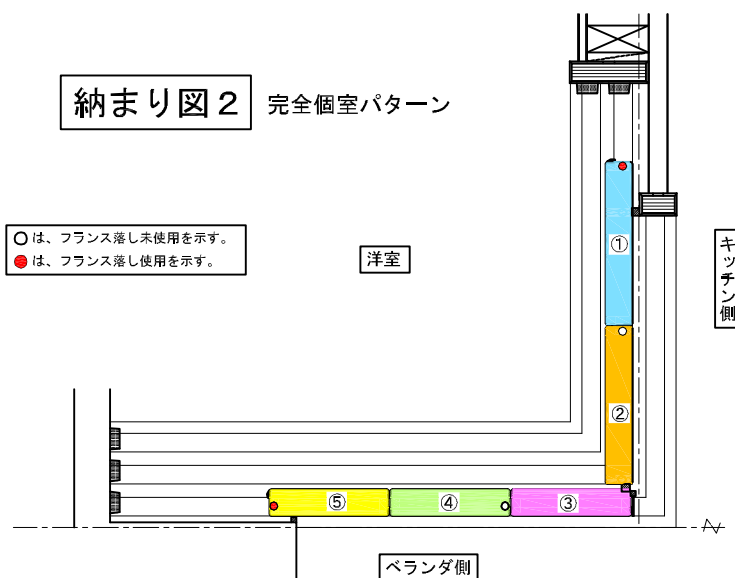 納まり図2
完全個室パターン
○は、フランス落し未使用を示す。
●は、フランス落し使用を示す。
洋室
キッチン側
①
②
③
④
⑤
ベランダ側